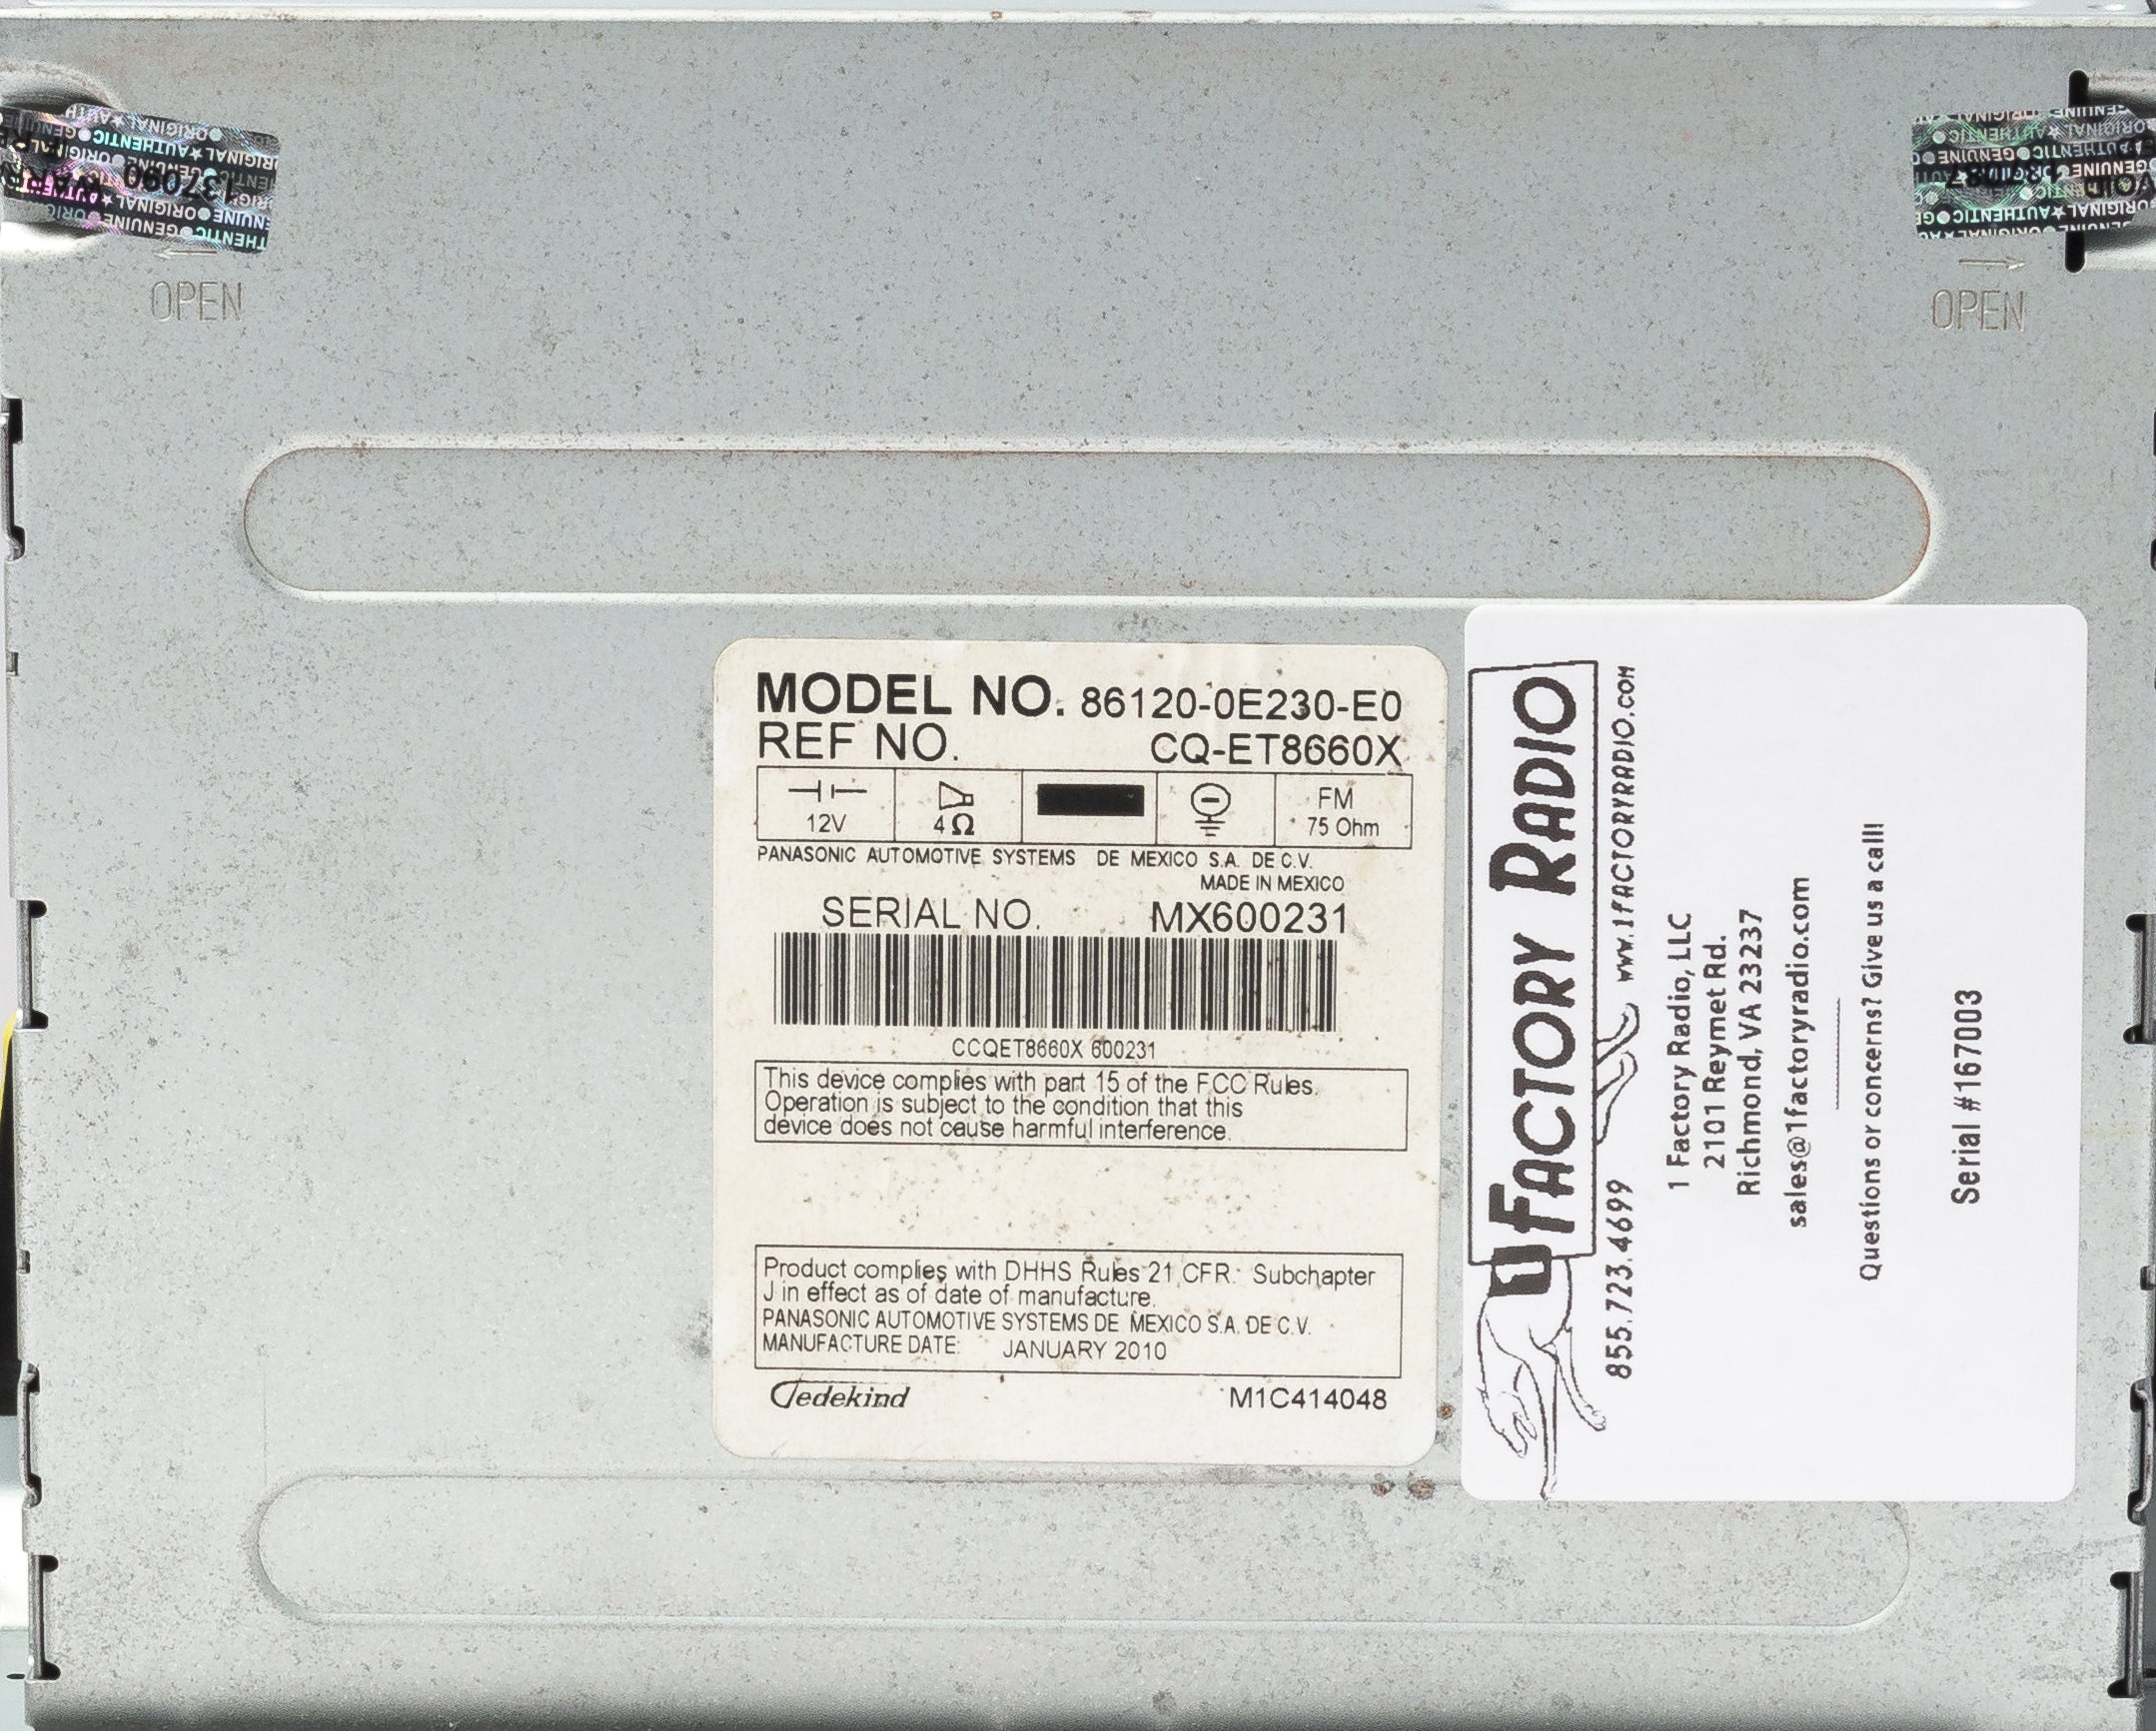 OPEN
OPEN
MODEL NO. 86120-0E230-E0
REF NO. CQ-ET8660X
12V 4Ω FM 75 Ohm
PANASONIC AUTOMOTIVE SYSTEMS DE MEXICO S.A. DE C.V.
MADE IN MEXICO
SERIAL NO. MX600231
CCQET8660X 600231
This device complies with part 15 of the FCC Rules.
Operation is subject to the condition that this
device does not cause harmful interference.
Product complies with DHHS Rules 21 CFR. Subchapter
J in effect as of date of manufacture.
PANASONIC AUTOMOTIVE SYSTEMS DE MEXICO S.A. DE C.V.
MANUFACTURE DATE: JANUARY 2010
Tedekind M1C414048
1 FACTORY RADIO
855.723.4699 www.1FACTORYRADIO.COM
1 Factory Radio, LLC
2101 Reymet Rd.
Richmond, VA 23237
sales@1factoryradio.com
Questions or concerns? Give us a call!
Serial #167003
137090
ORIGINAL★AUTHENTIC●GENUINE